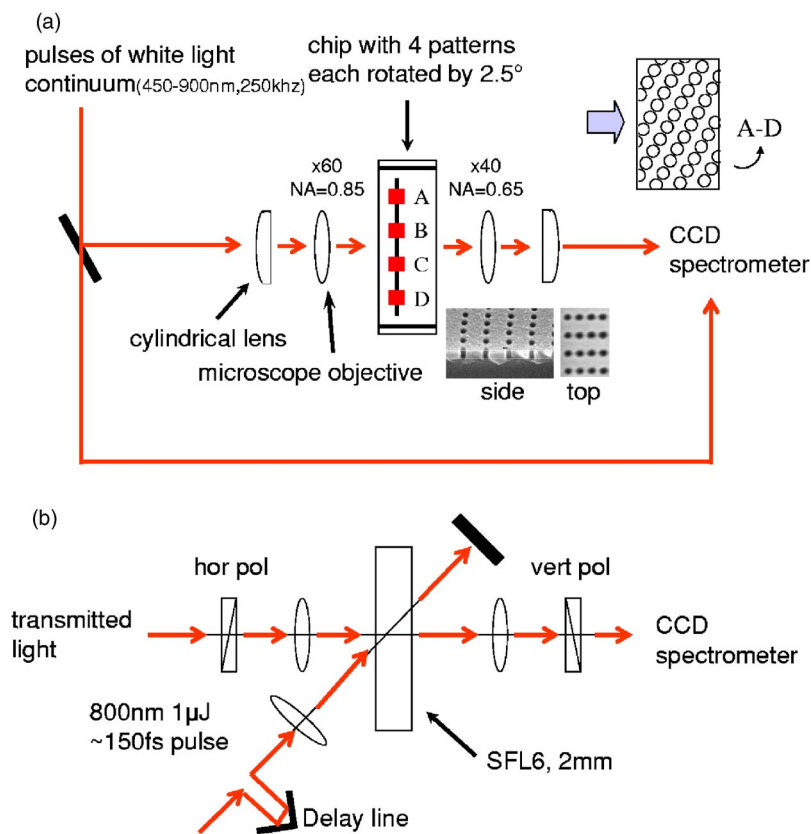 (a)
pulses of white light
continuum(450-900nm,250khz)
chip with 4 patterns
each rotated by 2.5°
A-D
x60
NA=0.85
x40
NA=0.65
A
B
C
D
CCD
spectrometer
cylindrical lens
microscope objective
side
top
(b)
hor pol
vert pol
transmitted
light
CCD
spectrometer
800nm 1µJ
~150fs pulse
SFL6, 2mm
Delay line